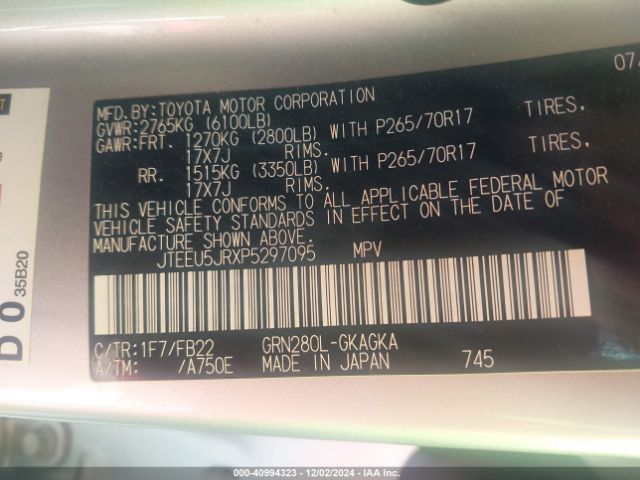 07
MFD. BY: TOYOTA MOTOR CORPORATION
GVWR: 2765KG (6100LB)
GAWR: FRT. 1270KG (2800LB) WITH P265/70R17 TIRES,
17X7J RIMS.
RR. 1515KG (3350LB) WITH P265/70R17 TIRES,
17X7J RIMS.
THIS VEHICLE CONFORMS TO ALL APPLICABLE FEDERAL MOTOR
VEHICLE SAFETY STANDARDS IN EFFECT ON THE DATE OF
MANUFACTURE SHOWN ABOVE.
JTEEU5JRXP5297095 MPV
C/TR: 1F7/FB22 GRN280L-GKAGKA
A/TM: /A750E MADE IN JAPAN 745
D 0 35B20
000-40994323 - 12/02/2024 - IAA Inc.